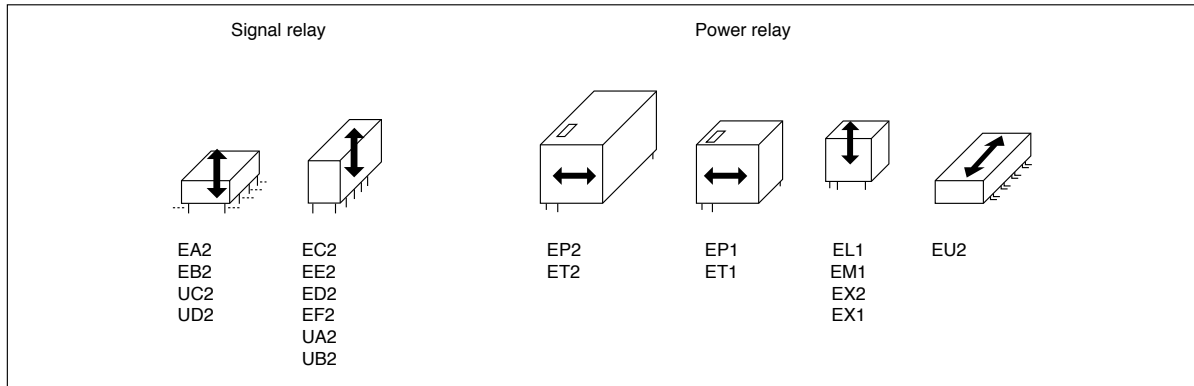 Signal relay
Power relay
EA2
EB2
UC2
UD2
EC2
EE2
ED2
EF2
UA2
UB2
EP2
ET2
EP1
ET1
EL1
EM1
EX2
EX1
EU2